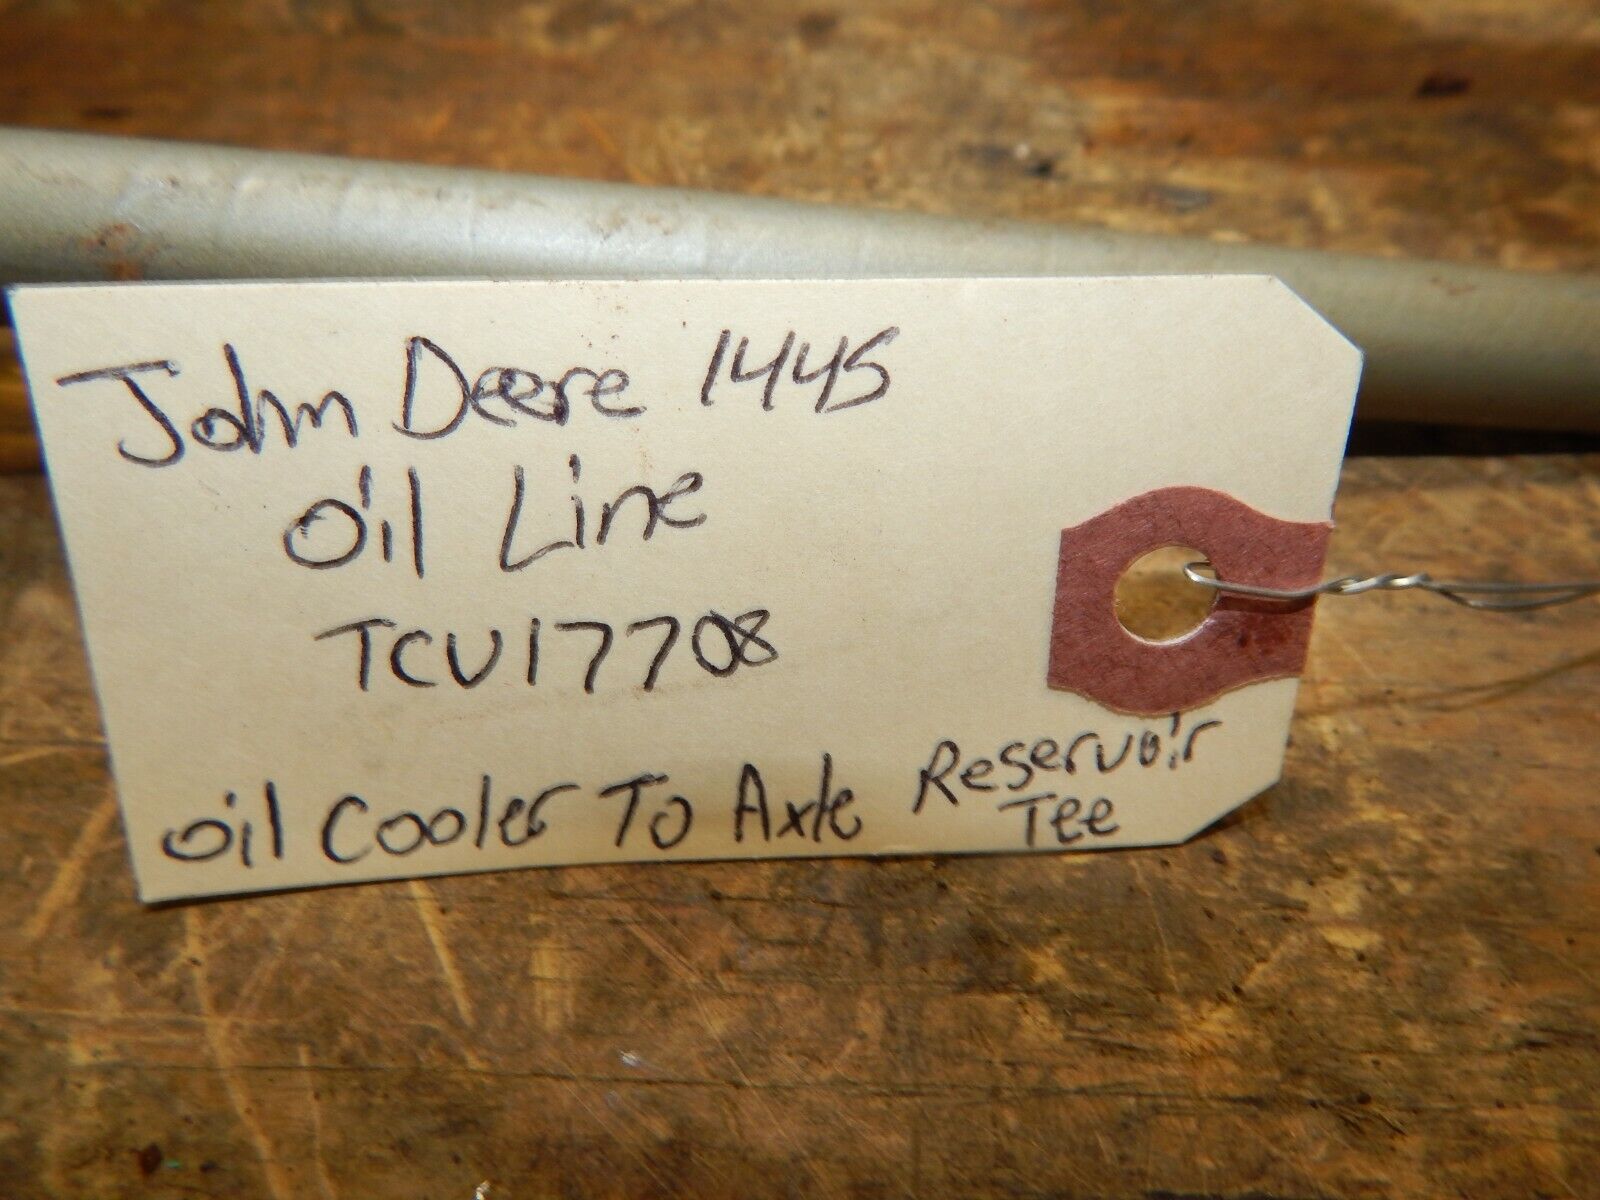 John Deere 1445
Oil Line
TCU17708
Oil Cooler To Axle Reservoir
Tee